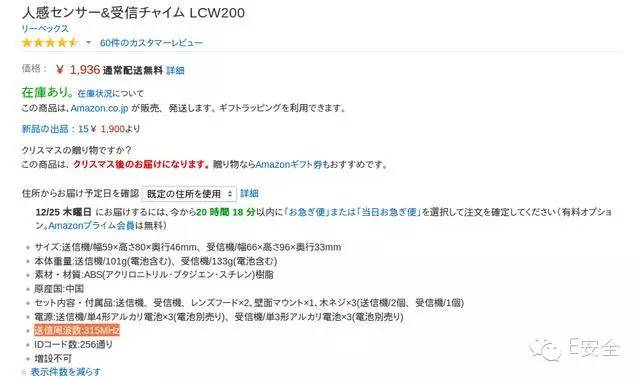 人感センサー&受信チャイム LCW200
リーベックス
60件のカスタマーレビュー
価格： ￥ 1,936 通常配送無料 詳細
在庫あり。 在庫状況について
この商品は、Amazon.co.jp が販売、発送します。 ギフトラッピングを利用できます。
新品の出品：15￥ 1,900より
クリスマスの贈り物ですか？
この商品は、クリスマス後のお届けになります。贈り物ならAmazonギフト券もおすすめです。
住所からお届け予定日を確認 既定の住所を使用 詳細
12/25 木曜日 にお届けするには、今から20 時間 18 分以内に「お急ぎ便」または「当日お急ぎ便」を選択して注文を確定してください（有料オプション。Amazonプライム会員は無料）
サイズ:送信機/幅59×高さ80×奥行46mm、受信機/幅66×高さ96×奥行33mm
本体重量:送信機/101g(電池含む)、受信機/133g(電池含む)
素材・材質:ABS(アクリロニトリル・ブタジエン・スチレン)樹脂
原産国:中国
セット内容・付属品:送信機、受信機、レンズフード×2、壁面マウント×1、木ネジ×3(送信機/2個、受信機/1個)
電源:送信機/単4形アルカリ電池×3(電池別売り)、受信機/単3形アルカリ電池×3(電池別売り)
送信周波数:315MHz
IDコード数:256通り
増設不可
表示件数を減らす
E安全